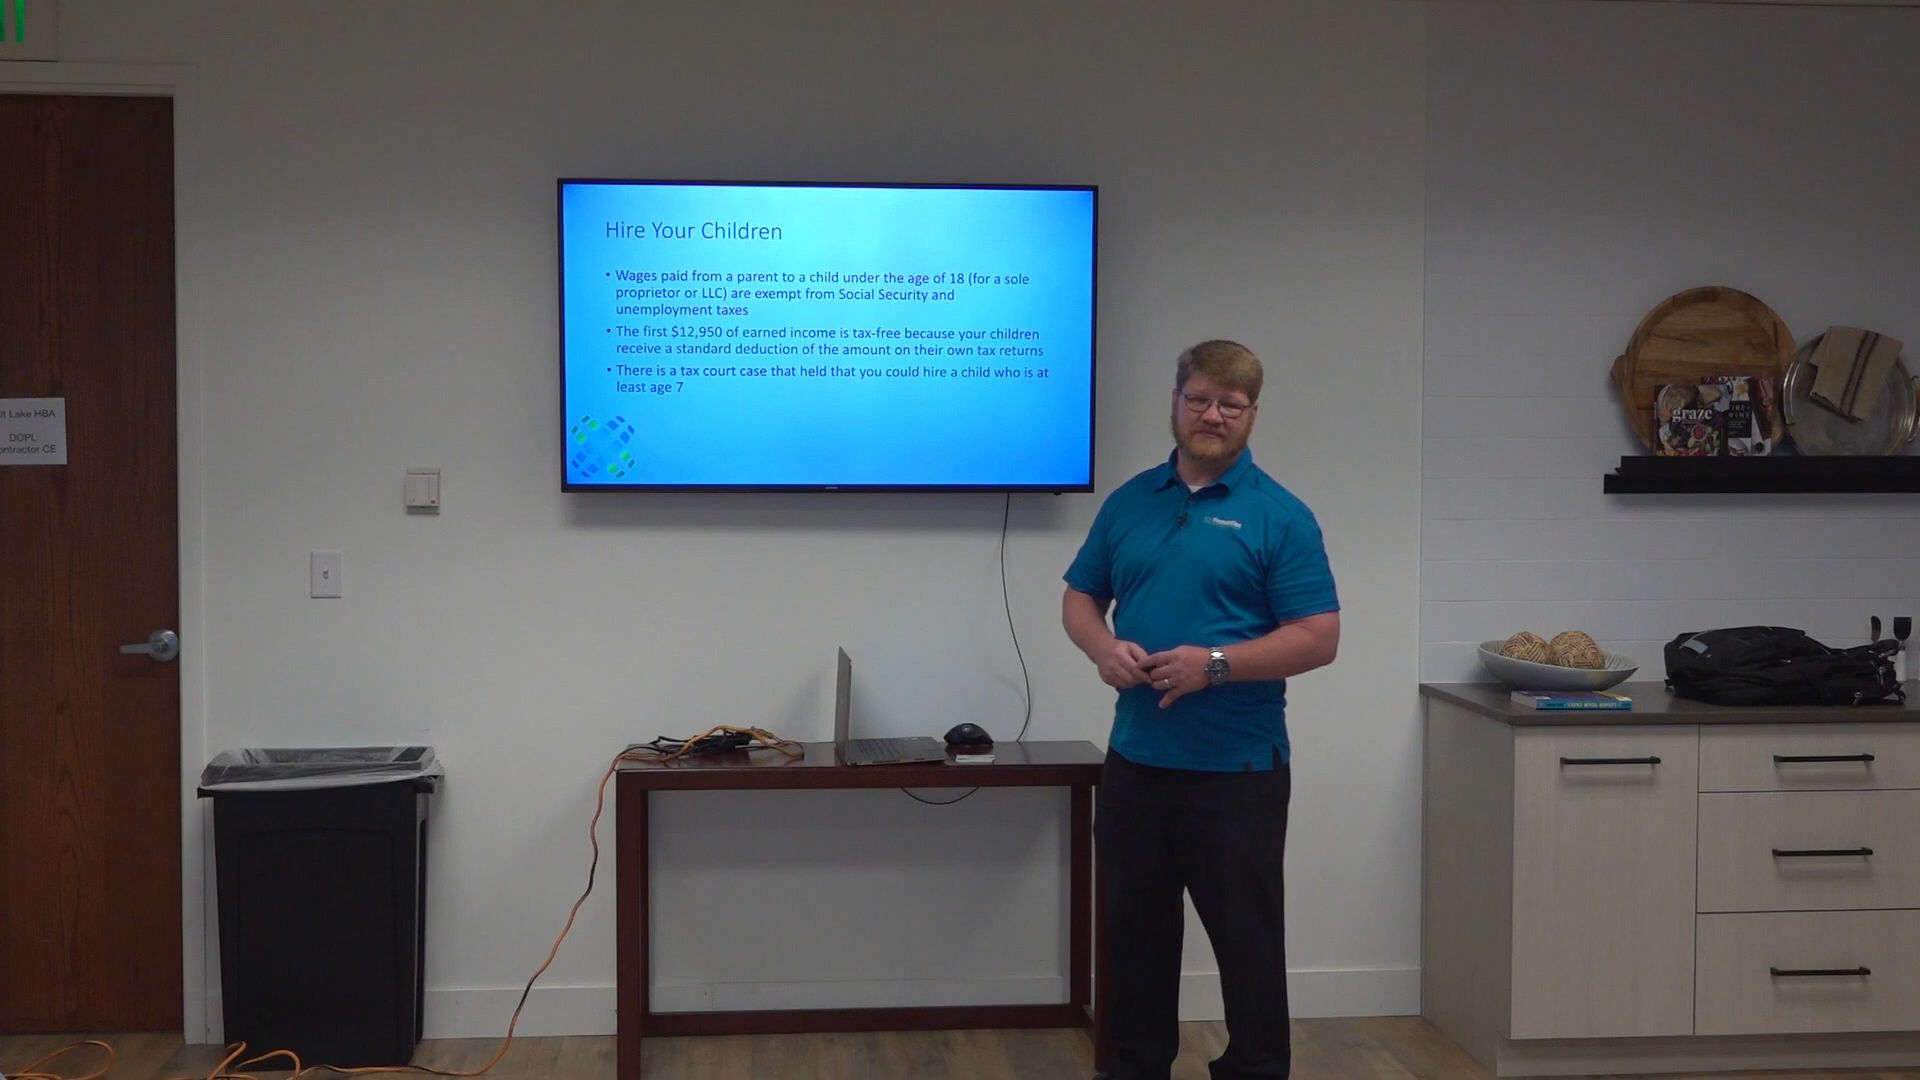 Hire Your Children
• Wages paid from a parent to a child under the age of 18 (for a sole
proprietor or LLC) are exempt from Social Security and
unemployment taxes
• The first $12,950 of earned income is tax-free because your children
receive a standard deduction of the amount on their own tax returns
• There is a tax court case that held that you could hire a child who is at
least age 7
Lake HBA
DOPL
CE
graze
WINE